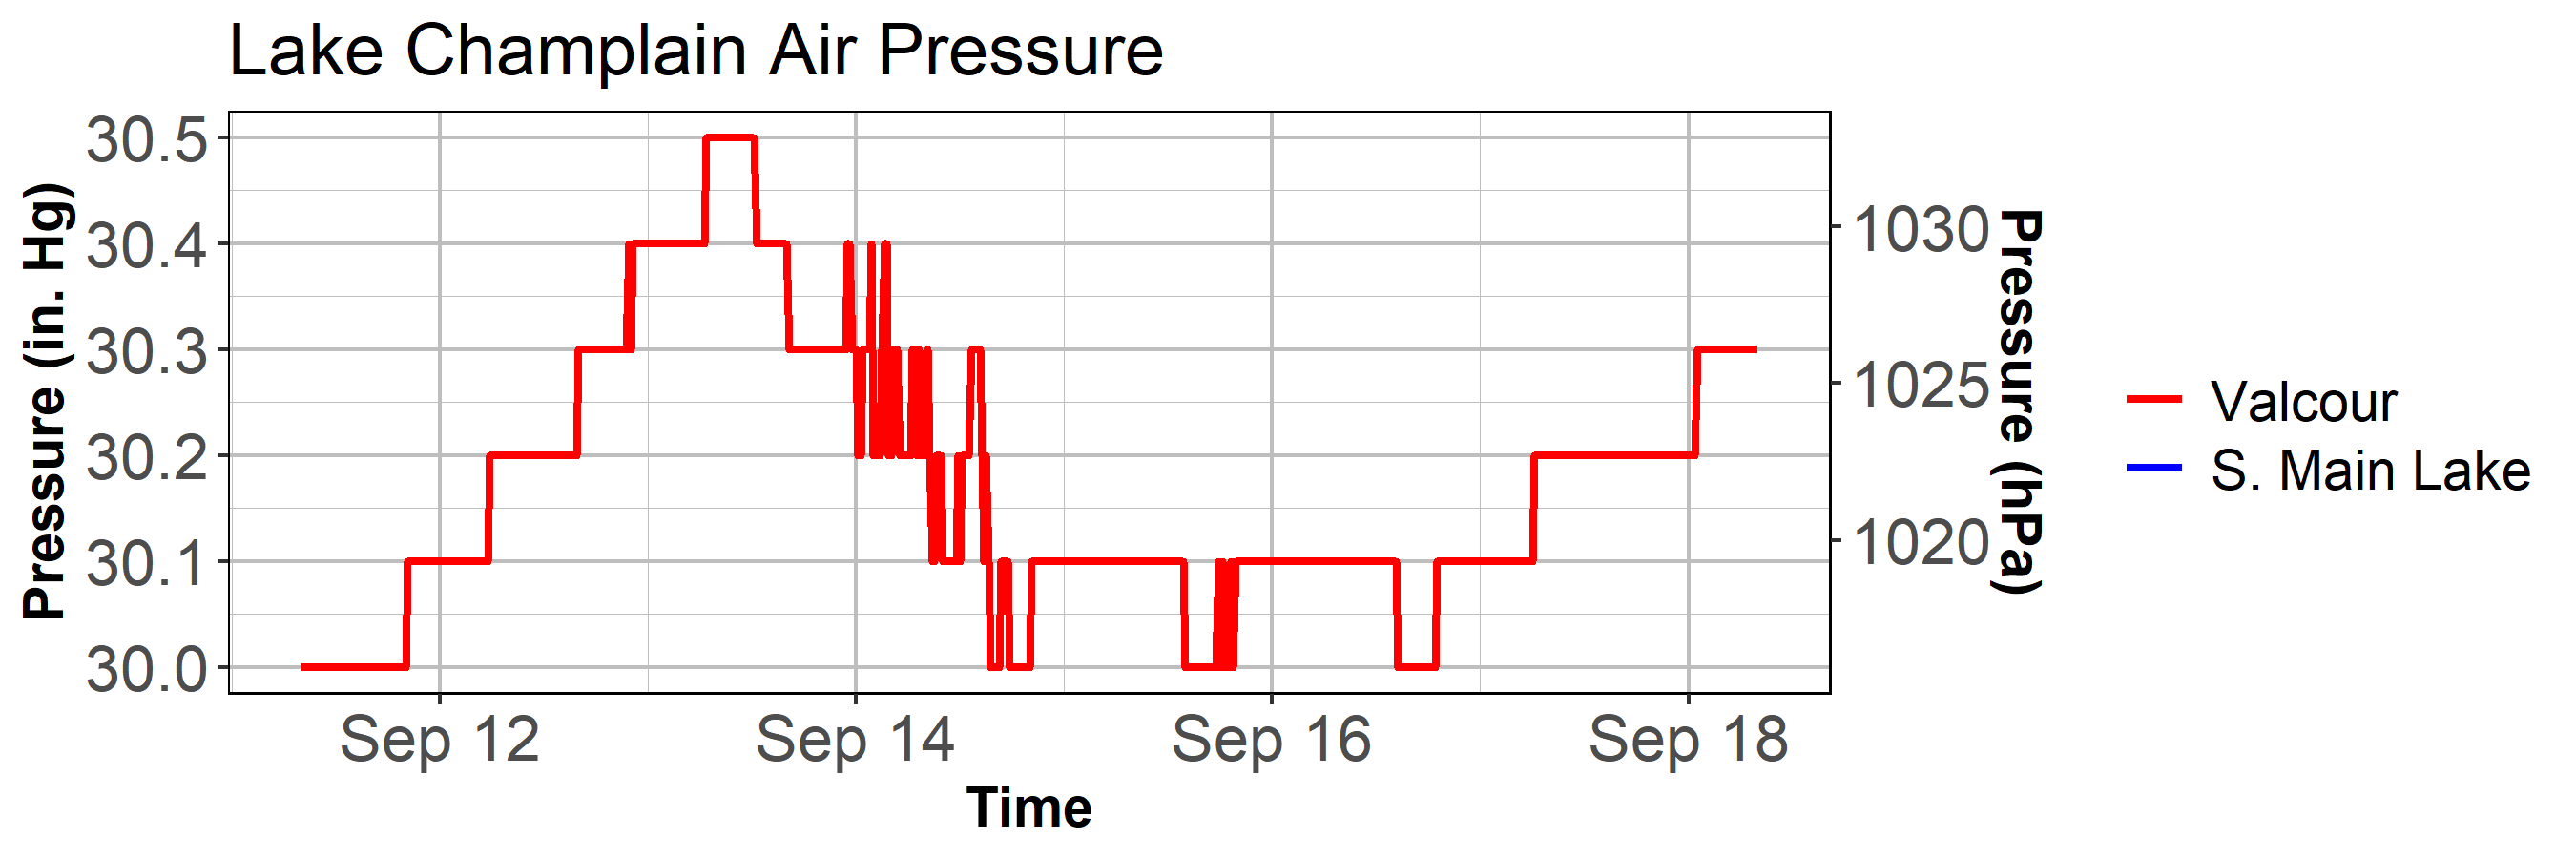 Lake Champlain Air Pressure
Pressure (in. Hg)
30.5
30.4
30.3
30.2
30.1
30.0
Sep 12 Sep 14 Sep 16 Sep 18
Time
1030
1025
1020
Pressure (hPa)
Valcour
S. Main Lake